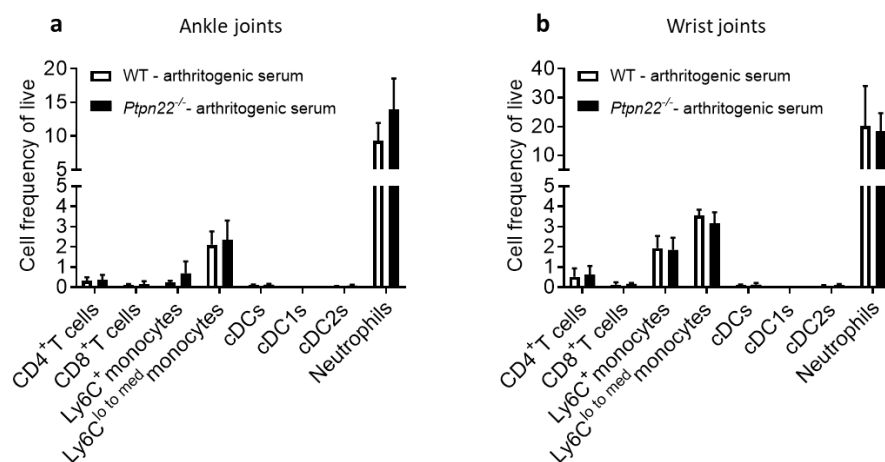 a
Ankle joints
Cell frequency of live
20
15
10
5
5
4
3
2
1
0
WT - arthritogenic serum
Ptpn22⁻/⁻- arthritogenic serum
CD4⁺T cells
CD8⁺T cells
Ly6C⁺ monocytes
Ly6Cˡᵒ ᵗᵒ ᵐᵉᵈ monocytes
cDCs
cDC1s
cDC2s
Neutrophils
b
Wrist joints
Cell frequency of live
40
30
20
10
5
4
3
2
1
0
WT - arthritogenic serum
Ptpn22⁻/⁻- arthritogenic serum
CD4⁺T cells
CD8⁺T cells
Ly6C⁺ monocytes
Ly6Cˡᵒ ᵗᵒ ᵐᵉᵈ monocytes
cDCs
cDC1s
cDC2s
Neutrophils